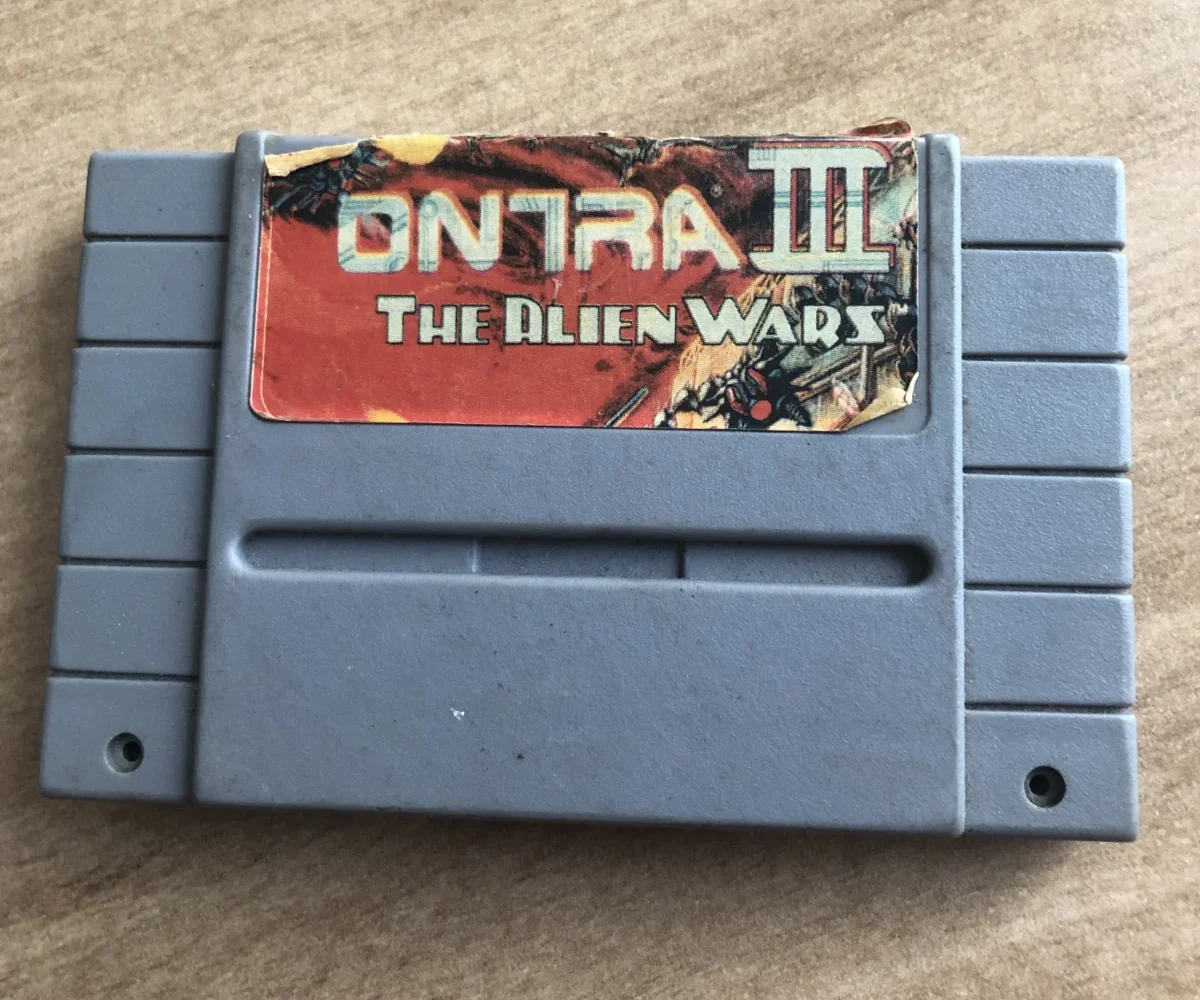 ONTRA® III
THE ALIEN WARS